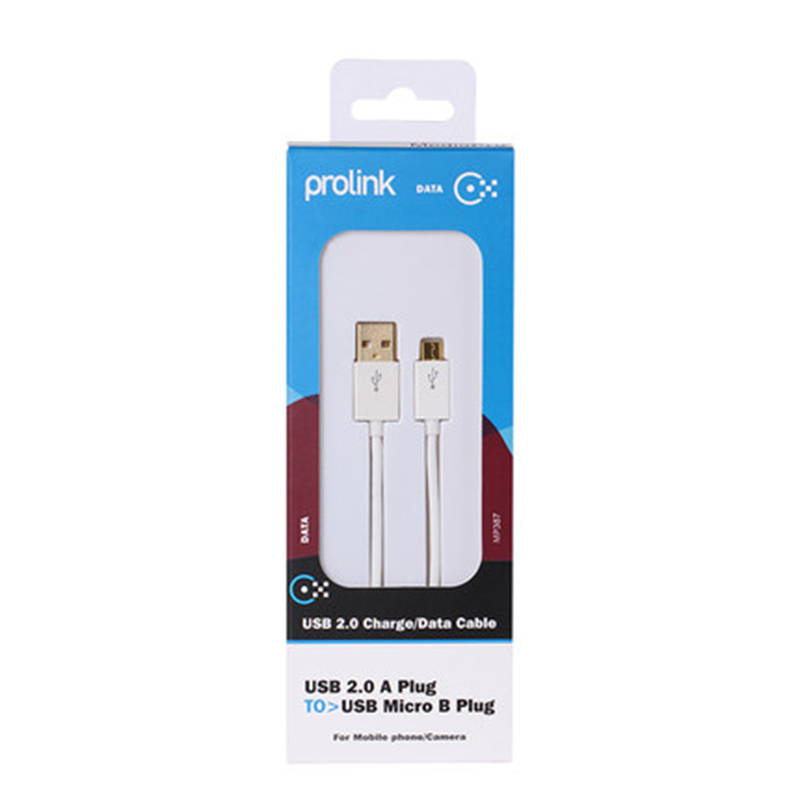 prolink DATA
DATA
MP387
USB 2.0 Charge/Data Cable
USB 2.0 A Plug
TO>USB Micro B Plug
For Mobile phone/Camera